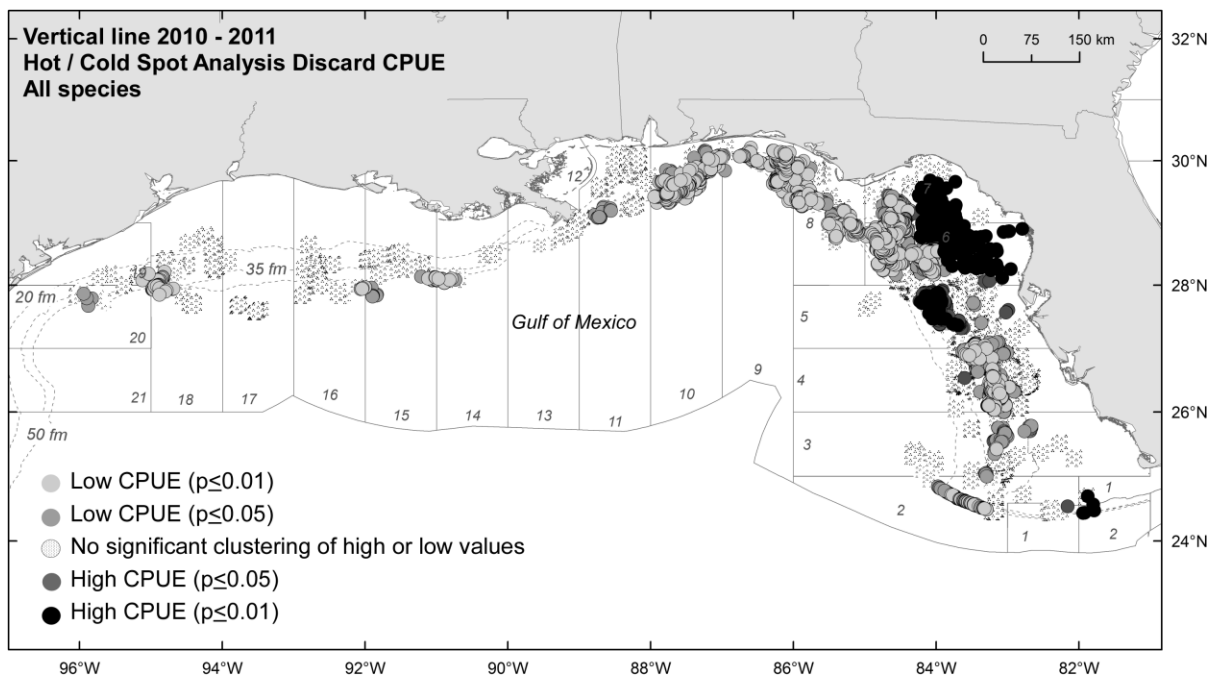 Vertical line 2010 - 2011
Hot / Cold Spot Analysis Discard CPUE
All species
0 75 150 km
32°N
30°N
28°N
26°N
24°N
12
7
8
6
19
35 fm
20 fm
5
Gulf of Mexico
20
9
4
21
18
17
16
15
14
13
11
10
50 fm
3
1
2
1
2
Low CPUE (p≤0.01)
Low CPUE (p≤0.05)
No significant clustering of high or low values
High CPUE (p≤0.05)
High CPUE (p≤0.01)
96°W 94°W 92°W 90°W 88°W 86°W 84°W 82°W